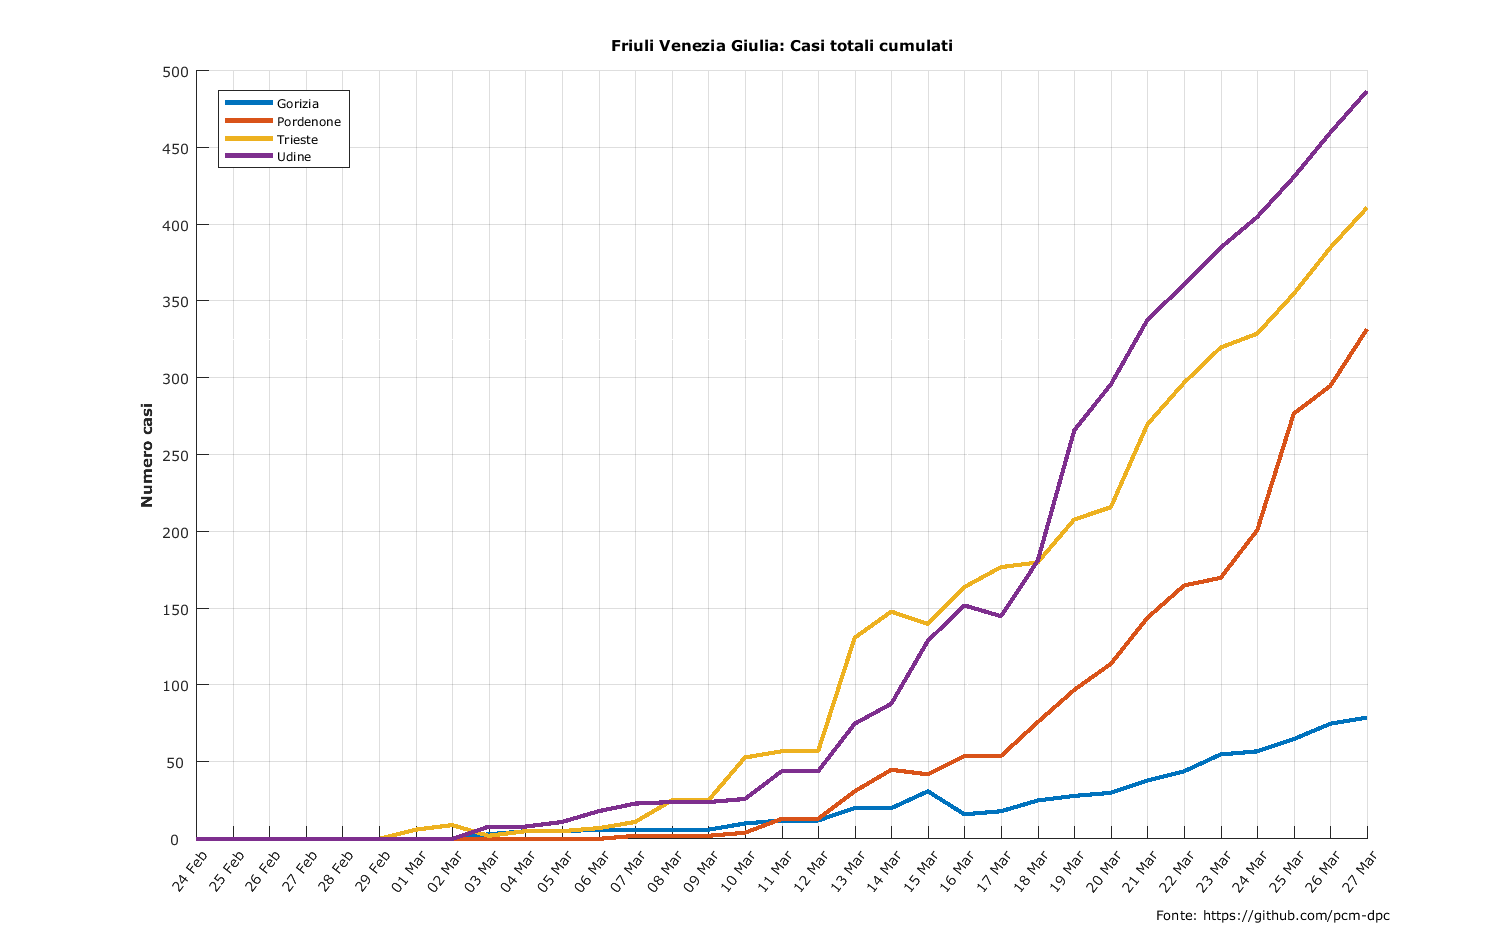 Friuli Venezia Giulia: Casi totali cumulati
500
450
400
350
300
250
200
150
100
50
0
Numero casi
Gorizia
Pordenone
Trieste
Udine
24 Feb
25 Feb
26 Feb
27 Feb
28 Feb
29 Feb
01 Mar
02 Mar
03 Mar
04 Mar
05 Mar
06 Mar
07 Mar
08 Mar
09 Mar
10 Mar
11 Mar
12 Mar
13 Mar
14 Mar
15 Mar
16 Mar
17 Mar
18 Mar
19 Mar
20 Mar
21 Mar
22 Mar
23 Mar
24 Mar
25 Mar
26 Mar
27 Mar
Fonte: https://github.com/pcm-dpc